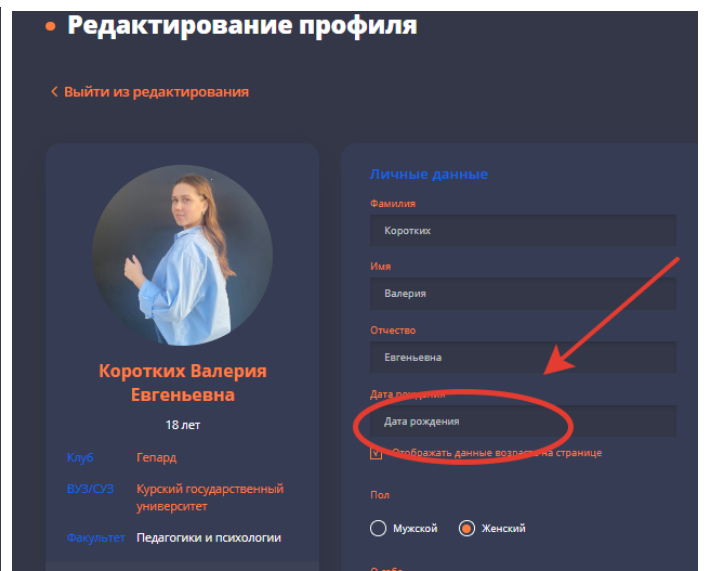 Редактирование профиля
Выйти из редактирования
Коротких Валерия
Евгеньевна
18 лет
Клуб Гепард
ВУЗ/СУЗ Курский государственный
университет
Факультет Педагогики и психологии
Личные данные
Фамилия
Коротких
Имя
Валерия
Отчество
Евгеньевна
Дата рождения
Дата рождения
Отображать данные возраста на странице
Пол
Мужской Женский
О себе